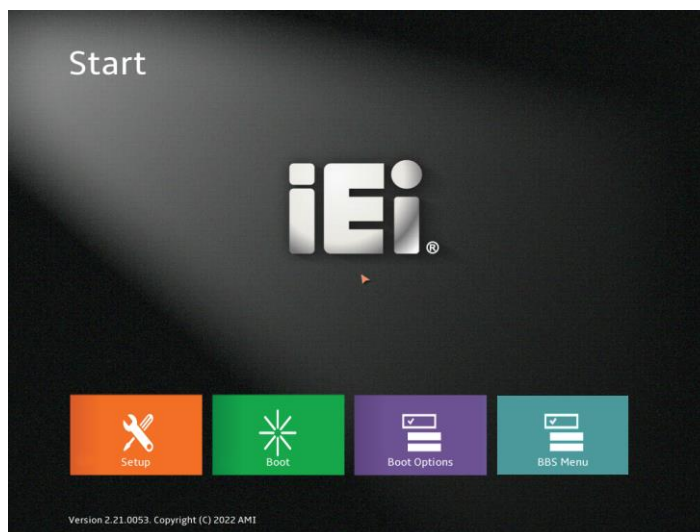 Start
iEi®
Setup
Boot
Boot Options
BBS Menu
Version 2.21.0053. Copyright (C) 2022 AMI